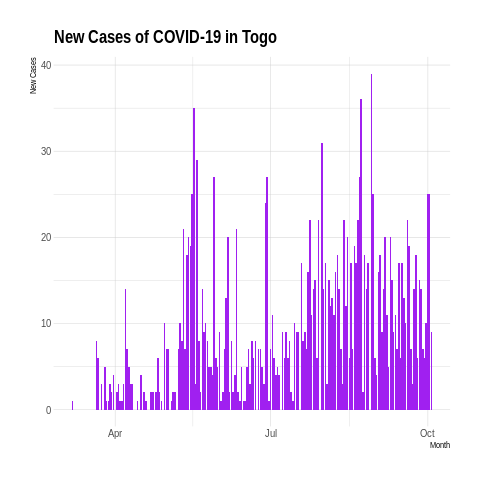 New Cases of COVID-19 in Togo
New Cases
40
30
20
10
0
Apr
Jul
Oct
Month